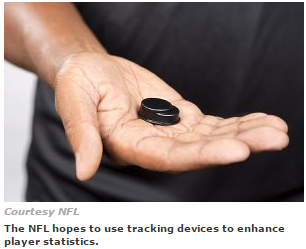 Courtesy NFL
The NFL hopes to use tracking devices to enhance
player statistics.